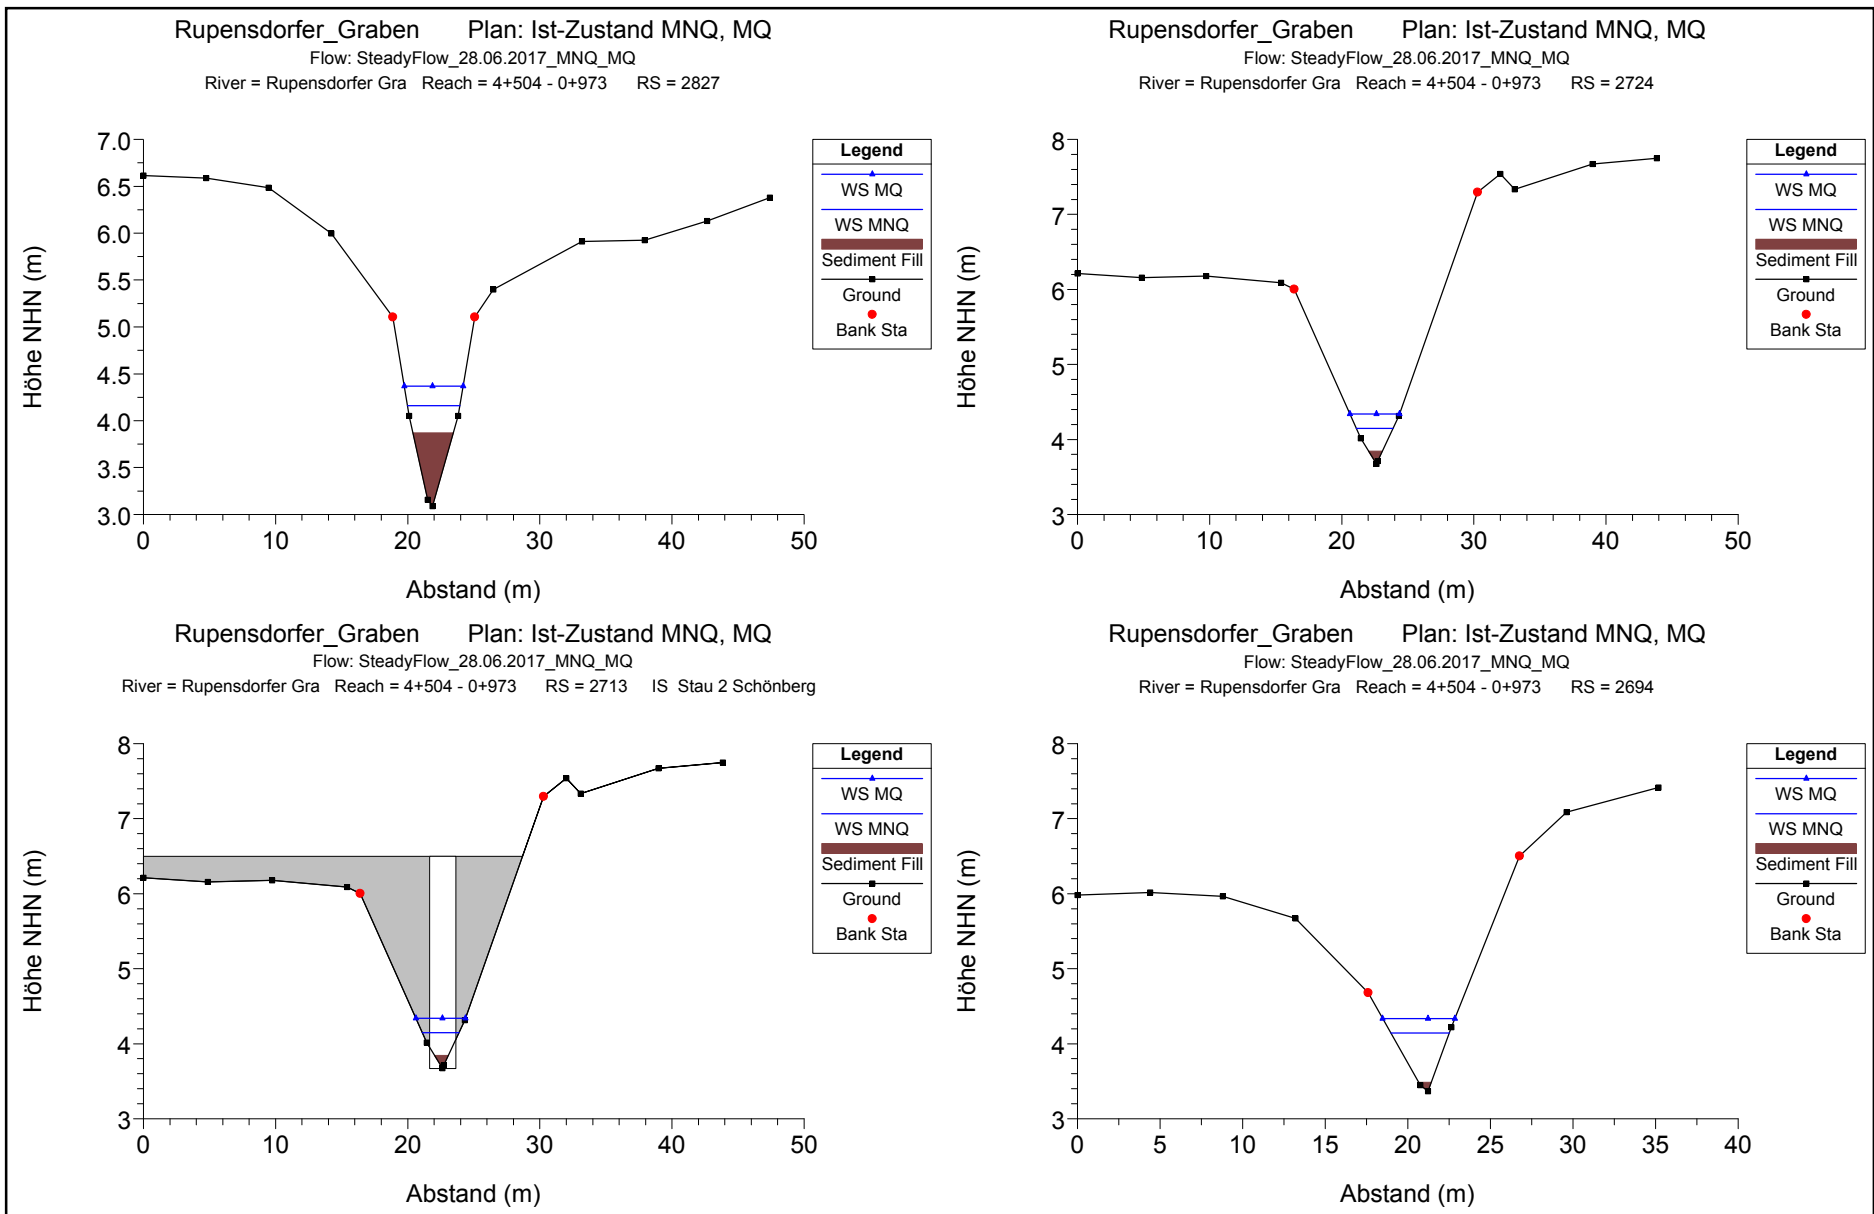 Rupensdorfer_Graben Plan: Ist-Zustand MNQ, MQ
Flow: SteadyFlow_28.06.2017_MNQ_MQ
River = Rupensdorfer Gra Reach = 4+504 - 0+973 RS = 2827
7.0
6.5
6.0
5.5
5.0
4.5
4.0
3.5
3.0
Höhe NHN (m)
0 10 20 30 40 50
Abstand (m)
Legend
WS MQ
WS MNQ
Sediment Fill
Ground
Bank Sta
Rupensdorfer_Graben Plan: Ist-Zustand MNQ, MQ
Flow: SteadyFlow_28.06.2017_MNQ_MQ
River = Rupensdorfer Gra Reach = 4+504 - 0+973 RS = 2724
8
7
6
5
4
3
Höhe NHN (m)
0 10 20 30 40 50
Abstand (m)
Legend
WS MQ
WS MNQ
Sediment Fill
Ground
Bank Sta
Rupensdorfer_Graben Plan: Ist-Zustand MNQ, MQ
Flow: SteadyFlow_28.06.2017_MNQ_MQ
River = Rupensdorfer Gra Reach = 4+504 - 0+973 RS = 2713 IS Stau 2 Schönberg
8
7
6
5
4
3
Höhe NHN (m)
0 10 20 30 40 50
Abstand (m)
Legend
WS MQ
WS MNQ
Sediment Fill
Ground
Bank Sta
Rupensdorfer_Graben Plan: Ist-Zustand MNQ, MQ
Flow: SteadyFlow_28.06.2017_MNQ_MQ
River = Rupensdorfer Gra Reach = 4+504 - 0+973 RS = 2694
8
7
6
5
4
3
Höhe NHN (m)
0 5 10 15 20 25 30 35 40
Abstand (m)
Legend
WS MQ
WS MNQ
Sediment Fill
Ground
Bank Sta